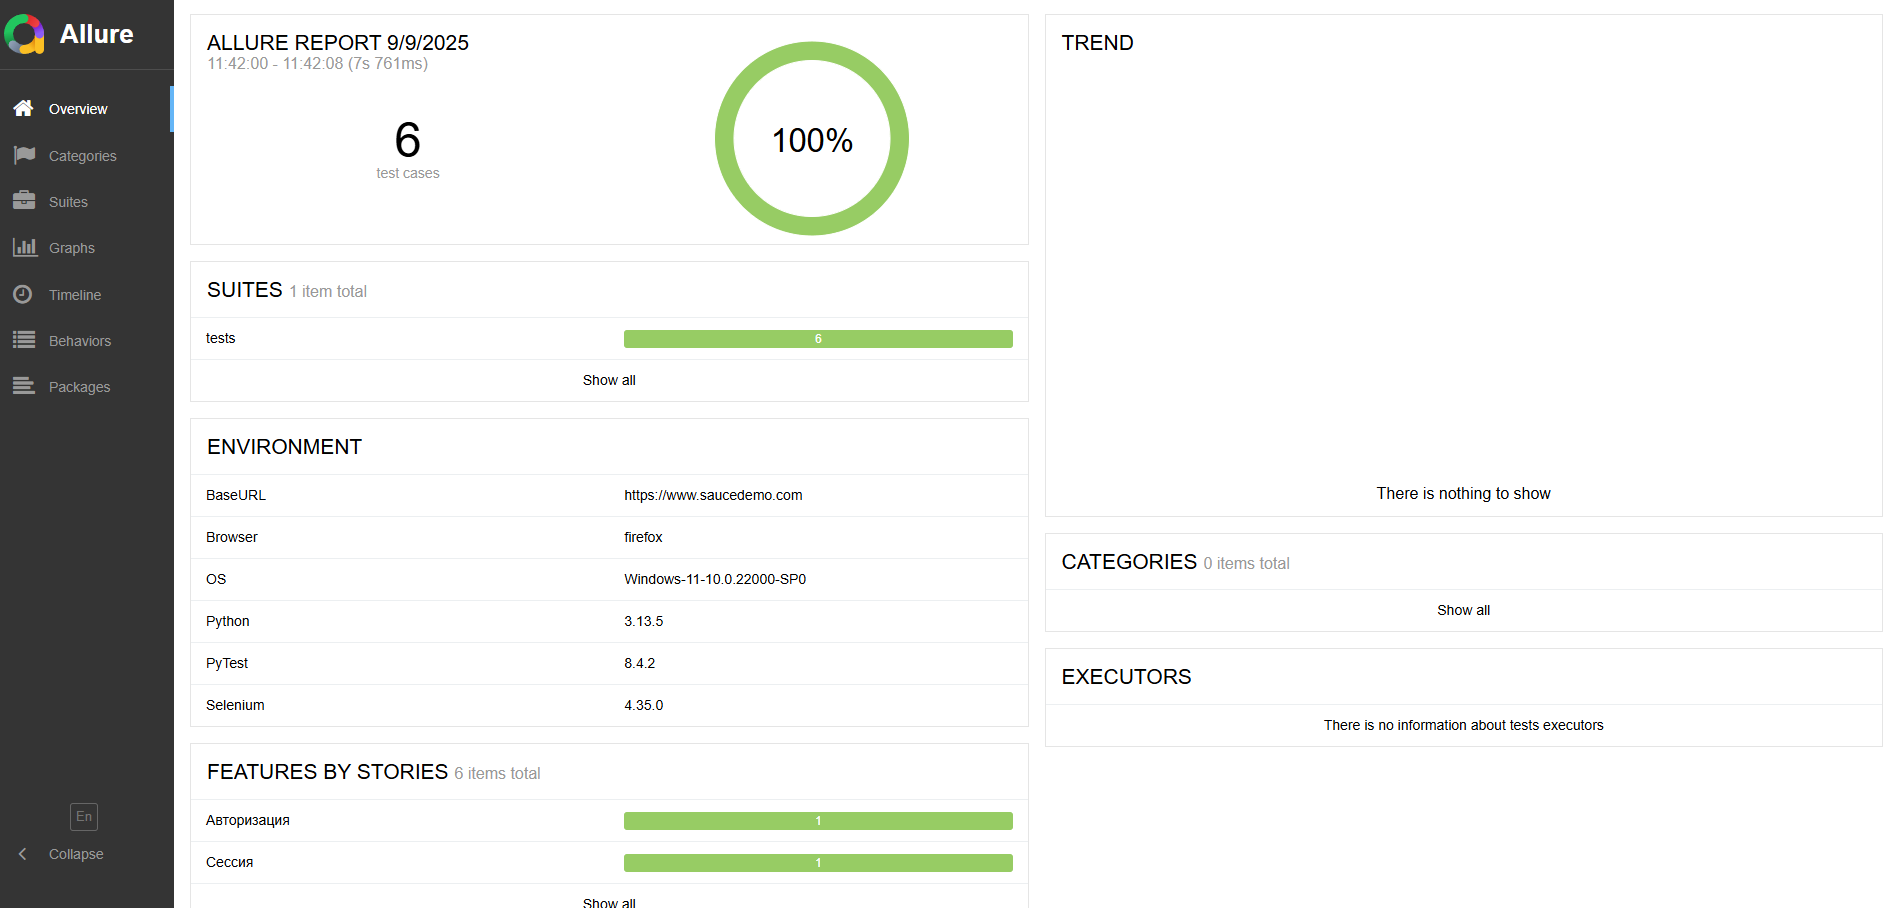 Allure
Overview
Categories
Suites
Graphs
Timeline
Behaviors
Packages
En
Collapse
ALLURE REPORT 9/9/2025
11:42:00 - 11:42:08 (7s 761ms)
6
test cases
100%
SUITES 1 item total
tests 6
Show all
ENVIRONMENT
BaseURL https://www.saucedemo.com
Browser firefox
OS Windows-11-10.0.22000-SP0
Python 3.13.5
PyTest 8.4.2
Selenium 4.35.0
FEATURES BY STORIES 6 items total
Авторизация 1
Сессия 1
Show all
TREND
There is nothing to show
CATEGORIES 0 items total
Show all
EXECUTORS
There is no information about tests executors